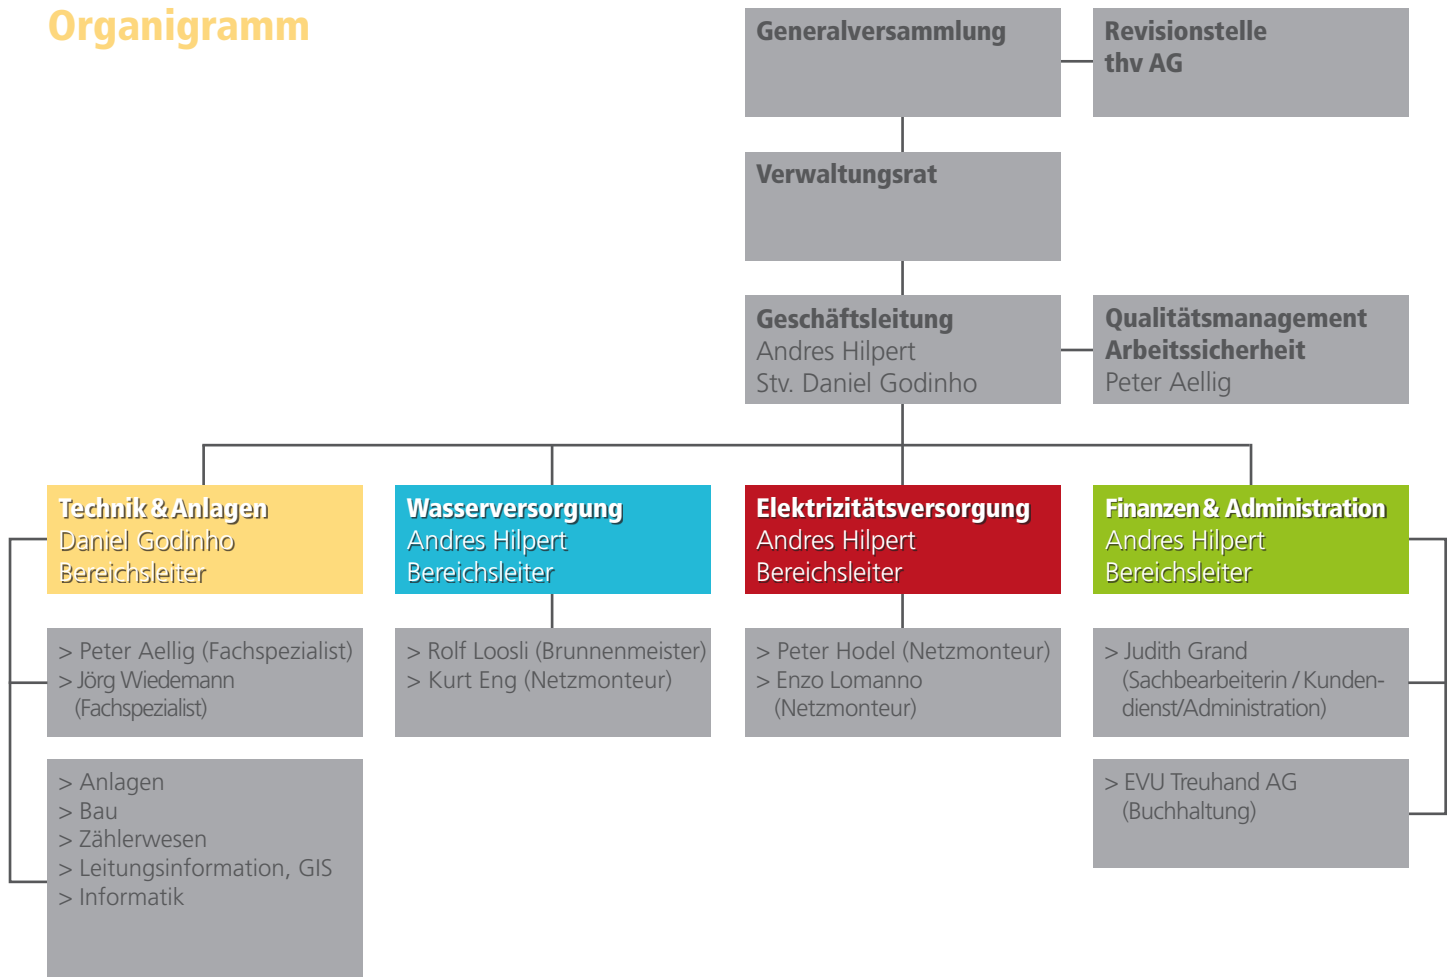 Organigramm
Generalversammlung
Revisionstelle
thv AG
Verwaltungsrat
Geschäftsleitung
Andres Hilpert
Stv. Daniel Godinho
Qualitätsmanagement
Arbeitssicherheit
Peter Aellig
Technik & Anlagen
Daniel Godinho
Bereichsleiter
Wasserversorgung
Andres Hilpert
Bereichsleiter
Elektrizitätsversorgung
Andres Hilpert
Bereichsleiter
Finanzen & Administration
Andres Hilpert
Bereichsleiter
> Peter Aellig (Fachspezialist)
> Jörg Wiedemann
(Fachspezialist)
> Rolf Loosli (Brunnenmeister)
> Kurt Eng (Netzmonteur)
> Peter Hodel (Netzmonteur)
> Enzo Lomanno
(Netzmonteur)
> Judith Grand
(Sachbearbeiterin / Kunden-
dienst/Administration)
> Anlagen
> Bau
> Zählerwesen
> Leitungsinformation, GIS
> Informatik
> EVU Treuhand AG
(Buchhaltung)